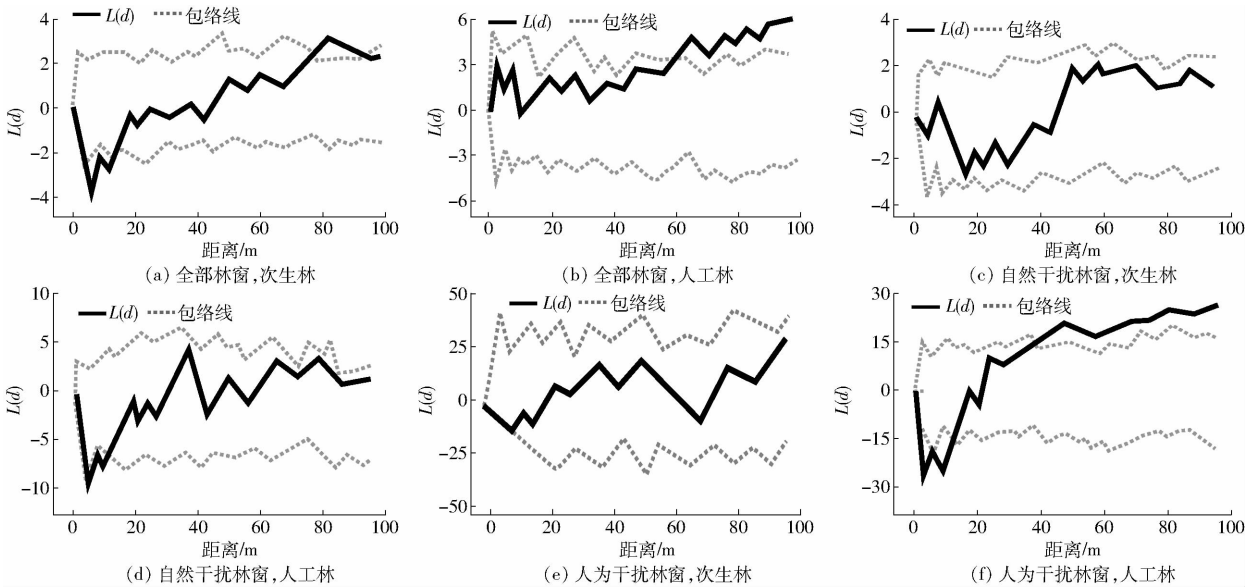 L(d) 包络线
4
2
0
−2
−4
L(d)
0 20 40 60 80 100
距离/m
(a) 全部林窗,次生林
L(d) 包络线
6
3
0
−3
6
L(d)
0 20 40 60 80 100
距离/m
(b) 全部林窗,人工林
L(d) 包络线
4
2
0
−2
−4
L(d)
0 20 40 60 80 100
距离/m
(c) 自然干扰林窗,次生林
L(d) 包络线
10
5
0
−5
−10
L(d)
0 20 40 60 80 100
距离/m
(d) 自然干扰林窗,人工林
L(d) 包络线
50
25
0
−25
−50
L(d)
0 20 40 60 80 100
距离/m
(e) 人为干扰林窗,次生林
L(d) 包络线
30
15
0
−15
−30
L(d)
0 20 40 60 80 100
距离/m
(f) 人为干扰林窗,人工林